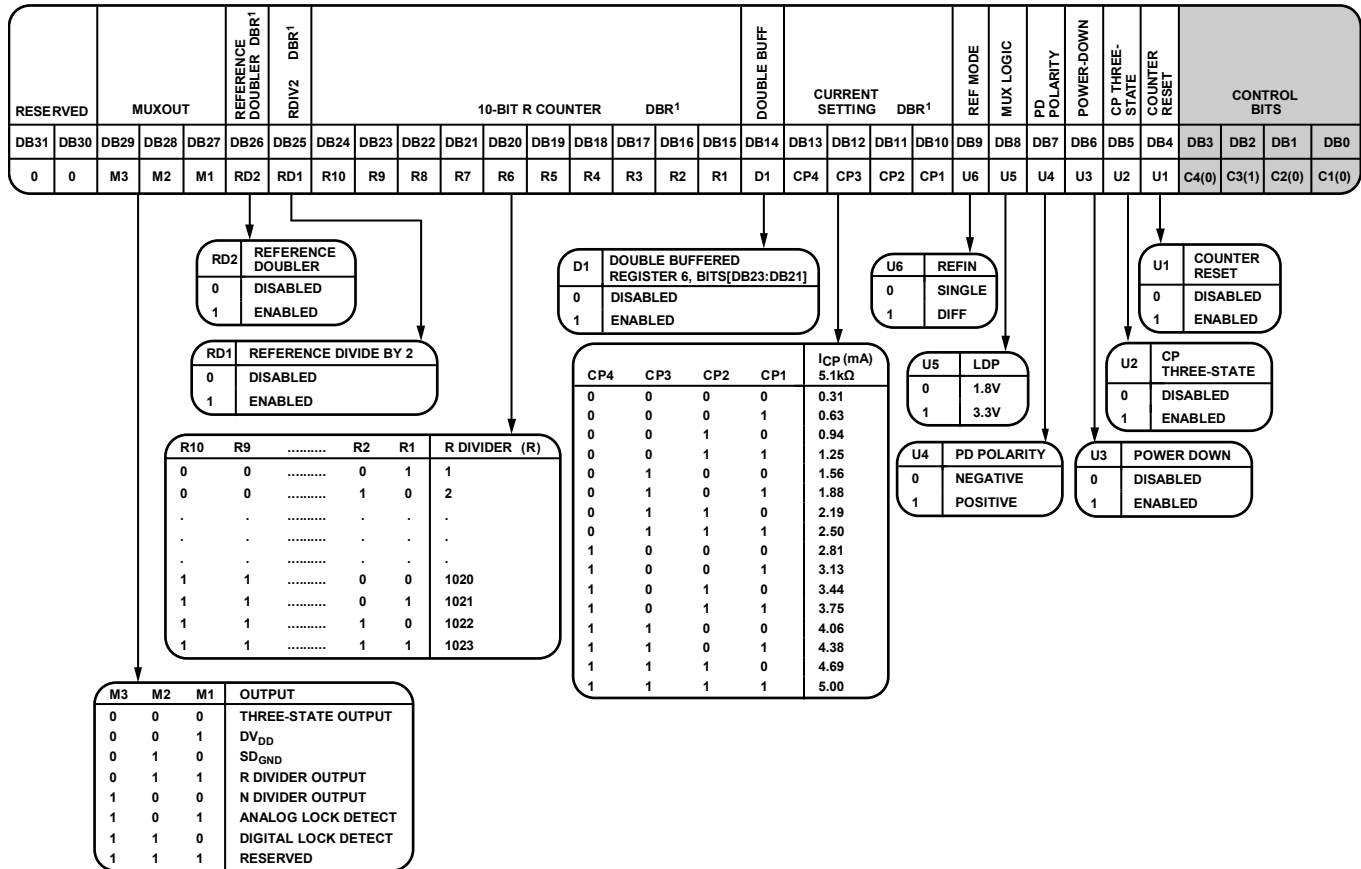 RESERVED MUXOUT REFERENCE DOUBLER DBR¹ RDIV2 DBR¹ 10-BIT R COUNTER DBR¹ DOUBLE BUFF CURRENT SETTING DBR¹ REF MODE MUX LOGIC PD POLARITY POWER-DOWN CP THREE-STATE COUNTER RESET CONTROL BITS
DB31 DB30 DB29 DB28 DB27 DB26 DB25 DB24 DB23 DB22 DB21 DB20 DB19 DB18 DB17 DB16 DB15 DB14 DB13 DB12 DB11 DB10 DB9 DB8 DB7 DB6 DB5 DB4 DB3 DB2 DB1 DB0
0 0 M3 M2 M1 RD2 RD1 R10 R9 R8 R7 R6 R5 R4 R3 R2 R1 D1 CP4 CP3 CP2 CP1 U6 U5 U4 U3 U2 U1 C4(0) C3(1) C2(0) C1(0)
RD2 REFERENCE DOUBLER
0 DISABLED
1 ENABLED
RD1 REFERENCE DIVIDE BY 2
0 DISABLED
1 ENABLED
R10 R9 .......... R2 R1 R DIVIDER (R)
0 0 .......... 0 1 1
0 0 .......... 1 0 2
. . .......... . . .
. . .......... . . .
. . .......... . . .
1 1 .......... 0 0 1020
1 1 .......... 0 1 1021
1 1 .......... 1 0 1022
1 1 .......... 1 1 1023
M3 M2 M1 OUTPUT
0 0 0 THREE-STATE OUTPUT
0 0 1 DVDD
0 1 0 SDGND
0 1 1 R DIVIDER OUTPUT
1 0 0 N DIVIDER OUTPUT
1 0 1 ANALOG LOCK DETECT
1 1 0 DIGITAL LOCK DETECT
1 1 1 RESERVED
D1 DOUBLE BUFFERED
REGISTER 6, BITS[DB23:DB21]
0 DISABLED
1 ENABLED
CP4 CP3 CP2 CP1 ICP (mA) 5.1kΩ
0 0 0 0 0.31
0 0 0 1 0.63
0 0 1 0 0.94
0 0 1 1 1.25
0 1 0 0 1.56
0 1 0 1 1.88
0 1 1 0 2.19
0 1 1 1 2.50
1 0 0 0 2.81
1 0 0 1 3.13
1 0 1 0 3.44
1 0 1 1 3.75
1 1 0 0 4.06
1 1 0 1 4.38
1 1 1 0 4.69
1 1 1 1 5.00
U6 REFIN
0 SINGLE
1 DIFF
U5 LDP
0 1.8V
1 3.3V
U4 PD POLARITY
0 NEGATIVE
1 POSITIVE
U3 POWER DOWN
0 DISABLED
1 ENABLED
U2 CP THREE-STATE
0 DISABLED
1 ENABLED
U1 COUNTER RESET
0 DISABLED
1 ENABLED